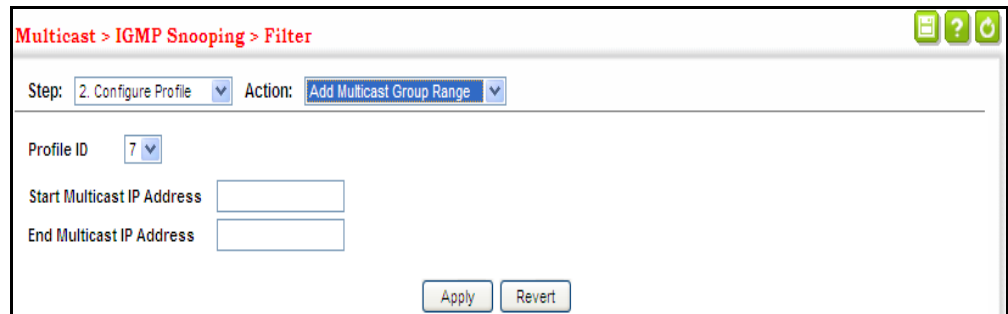 Multicast > IGMP Snooping > Filter
?
Step: 2. Configure Profile Action: Add Multicast Group Range
Profile ID 7
Start Multicast IP Address
End Multicast IP Address
Apply Revert